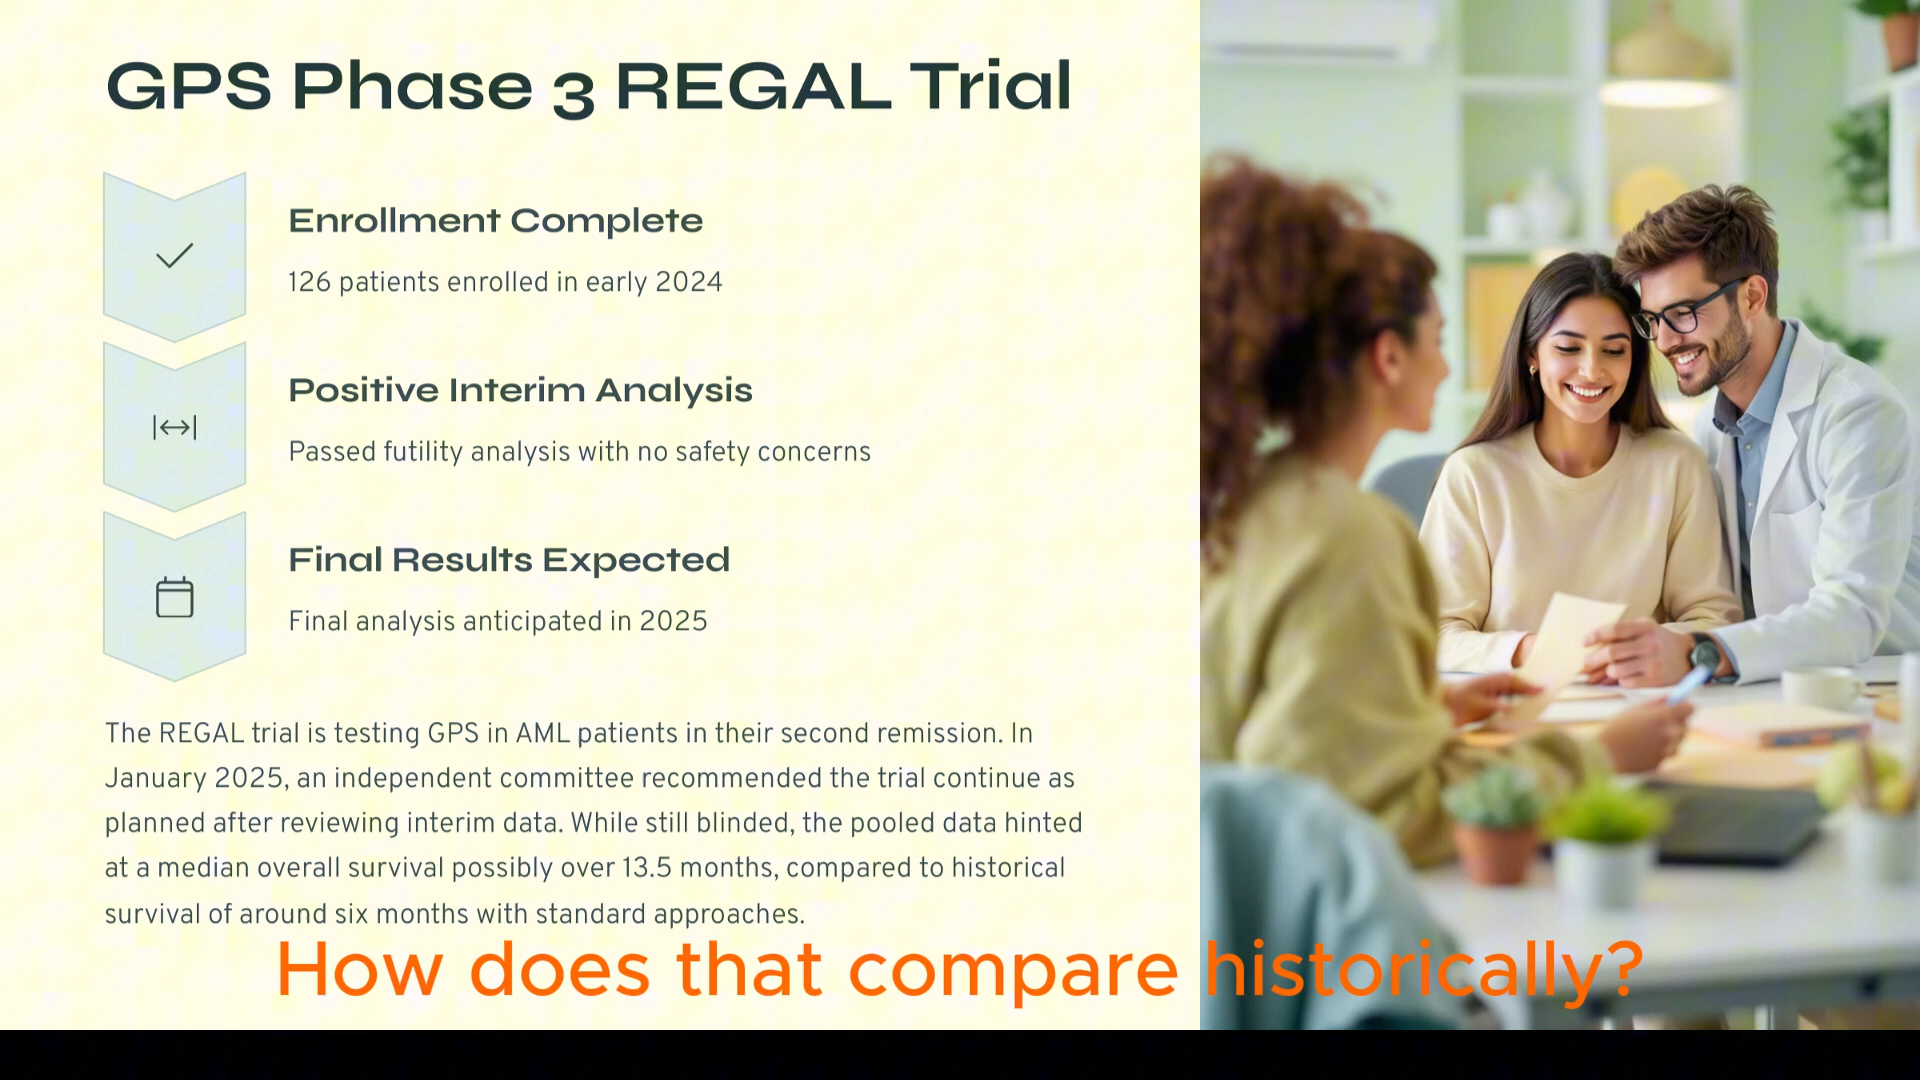 GPS Phase 3 REGAL Trial
Enrollment Complete
126 patients enrolled in early 2024
Positive Interim Analysis
Passed futility analysis with no safety concerns
Final Results Expected
Final analysis anticipated in 2025
The REGAL trial is testing GPS in AML patients in their second remission. In
January 2025, an independent committee recommended the trial continue as
planned after reviewing interim data. While still blinded, the pooled data hinted
at a median overall survival possibly over 13.5 months, compared to historical
survival of around six months with standard approaches.
How does that compare historically?